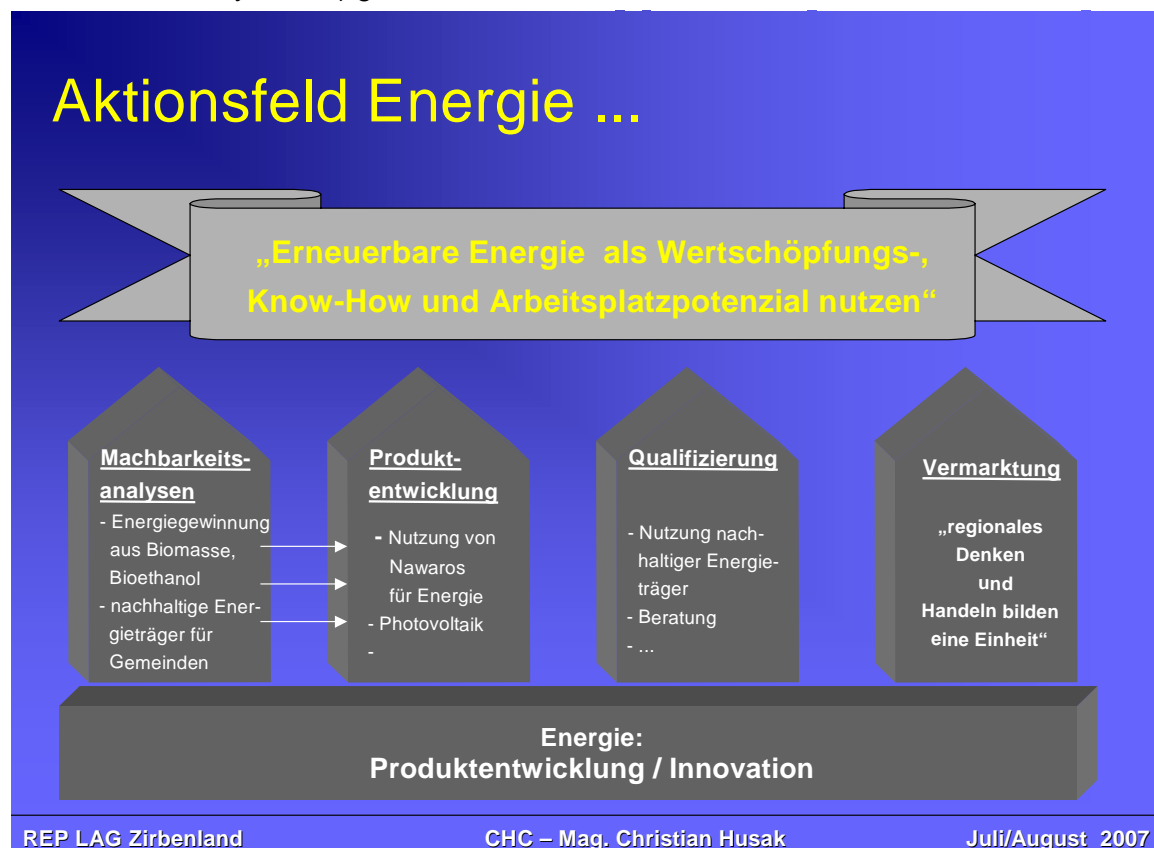 Aktionsfeld Energie ...
„Erneuerbare Energie als Wertschöpfungs-,
Know-How und Arbeitsplatzpotenzial nutzen“
Machbarkeits-
analysen
- Energiegewinnung
aus Biomasse,
Bioethanol
- nachhaltige Ener-
gieträger für
Gemeinden
Produkt-
entwicklung
- Nutzung von
Nawaros
für Energie
- Photovoltaik
-
Qualifizierung
- Nutzung nach-
haltiger Energie-
träger
- Beratung
- ...
Vermarktung
„regionales
Denken
und
Handeln bilden
eine Einheit“
Energie:
Produktentwicklung / Innovation
REP LAG Zirbenland CHC – Mag. Christian Husak Juli/August 2007